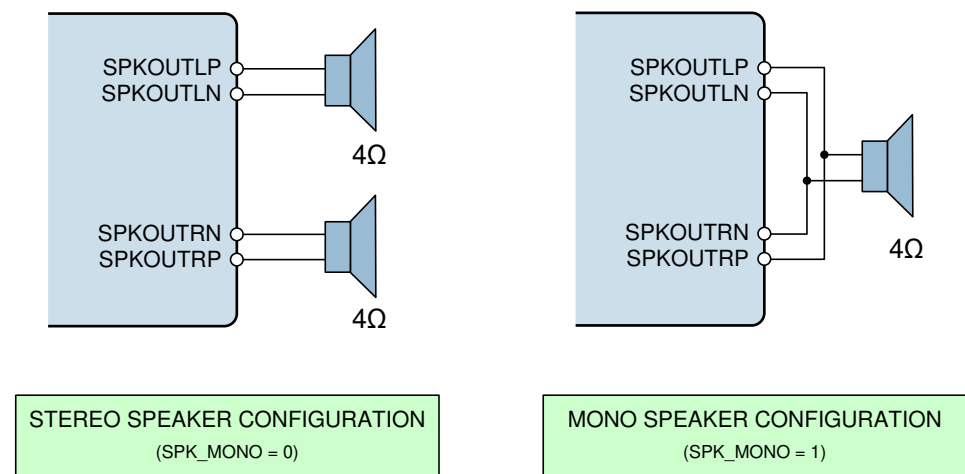 SPKOUTLP
SPKOUTLN
4Ω
SPKOUTRN
SPKOUTRP
4Ω
STEREO SPEAKER CONFIGURATION
(SPK_MONO = 0)
SPKOUTLP
SPKOUTLN
SPKOUTRN
SPKOUTRP
4Ω
MONO SPEAKER CONFIGURATION
(SPK_MONO = 1)